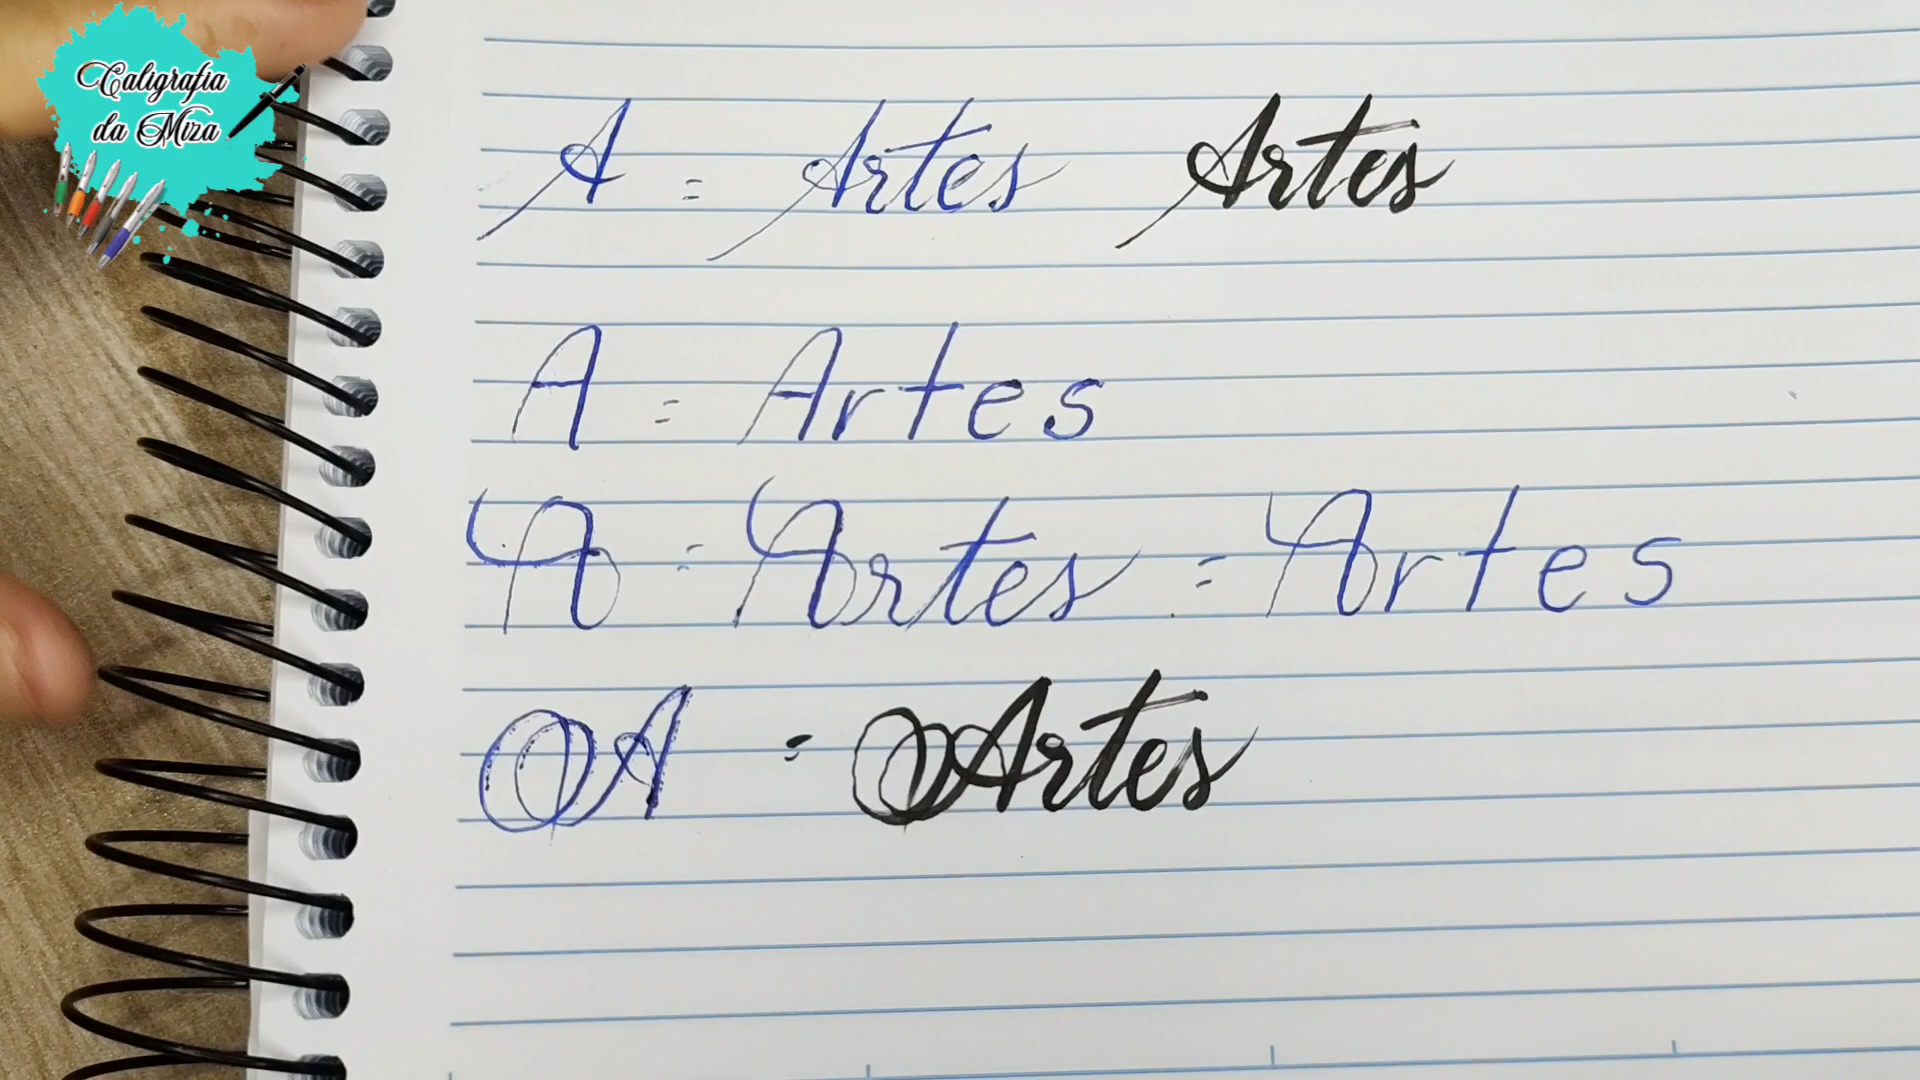 Caligrafia
da Miza
A = Artes Artes
A = Artes
A = Artes = Artes
A = Artes